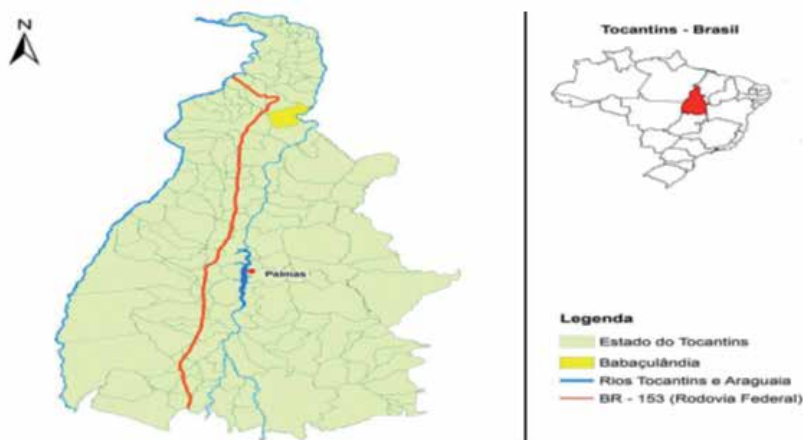 N
Palmas
Tocantins - Brasil
Legenda
Estado do Tocantins
Babaçulândia
Rios Tocantins e Araguaia
BR - 153 (Rodovia Federal)